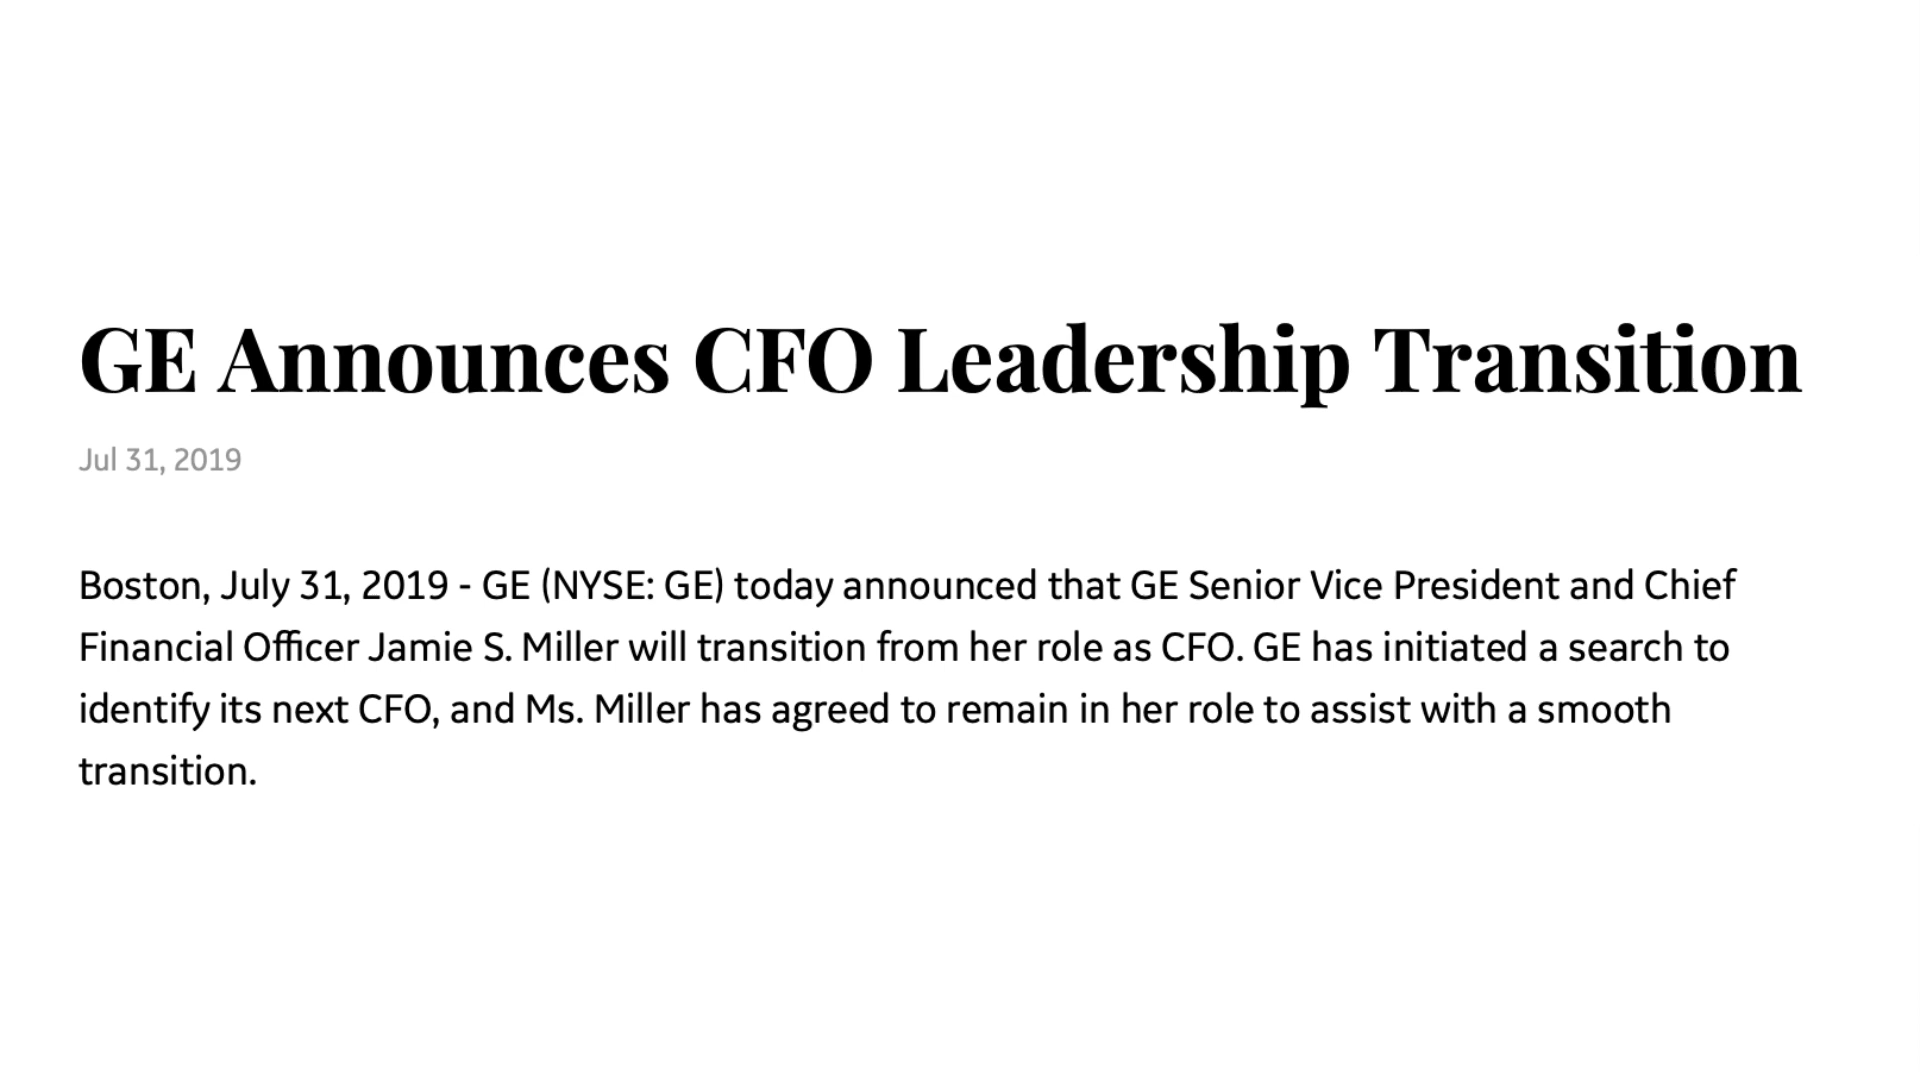 GE Announces CFO Leadership Transition
Jul 31, 2019
Boston, July 31, 2019 - GE (NYSE: GE) today announced that GE Senior Vice President and Chief
Financial Officer Jamie S. Miller will transition from her role as CFO. GE has initiated a search to
identify its next CFO, and Ms. Miller has agreed to remain in her role to assist with a smooth
transition.